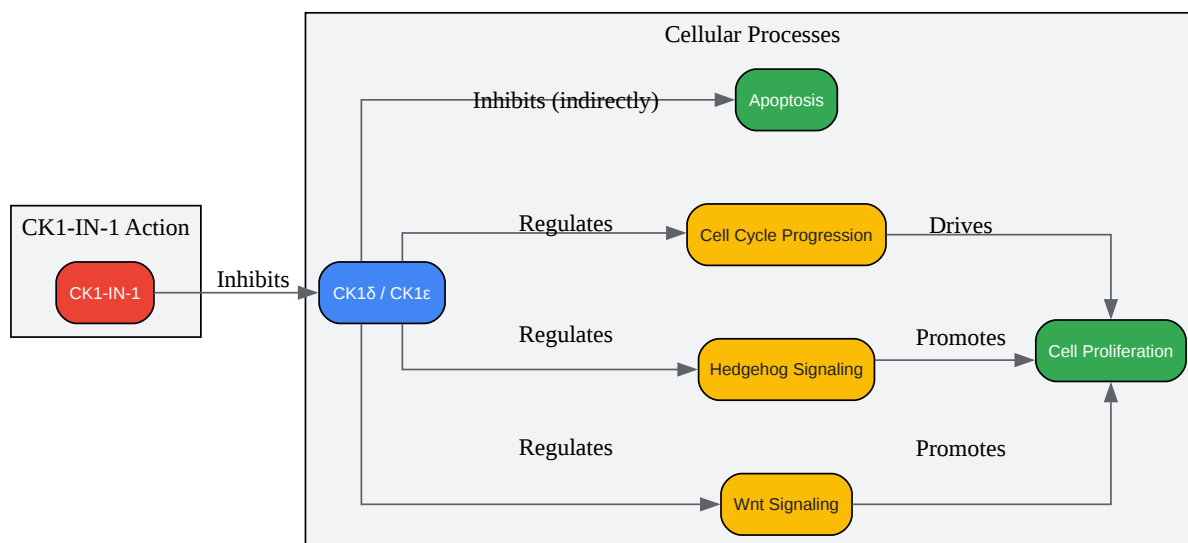 Cellular Processes
Inhibits (indirectly)
Apoptosis
CK1-IN-1 Action
CK1-IN-1
Inhibits
CK1δ / CK1ε
Regulates
Cell Cycle Progression
Drives
Regulates
Hedgehog Signaling
Promotes
Cell Proliferation
Regulates
Wnt Signaling
Promotes